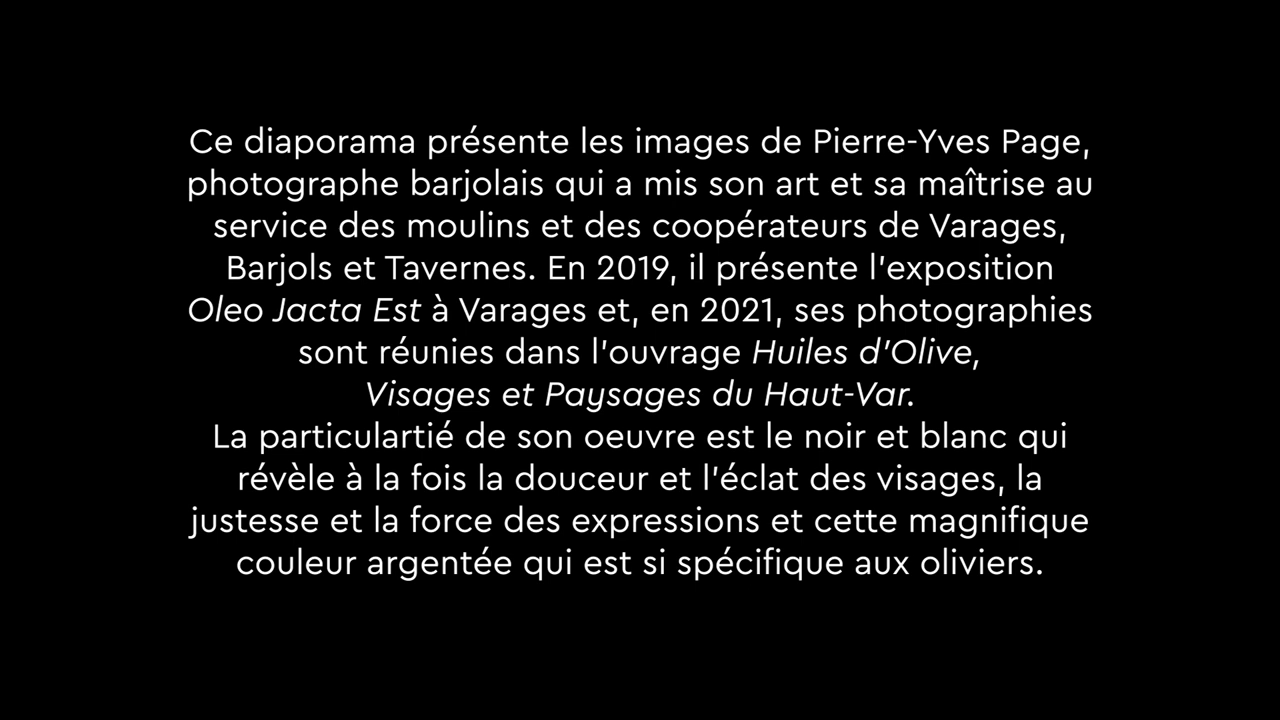 Ce diaporama présente les images de Pierre-Yves Page,
photographe barjolais qui a mis son art et sa maîtrise au
service des moulins et des coopérateurs de Varages,
Barjols et Tavernes. En 2019, il présente l'exposition
Oleo Jacta Est à Varages et, en 2021, ses photographies
sont réunies dans l'ouvrage Huiles d'Olive,
Visages et Paysages du Haut-Var.
La particulartié de son oeuvre est le noir et blanc qui
révèle à la fois la douceur et l'éclat des visages, la
justesse et la force des expressions et cette magnifique
couleur argentée qui est si spécifique aux oliviers.